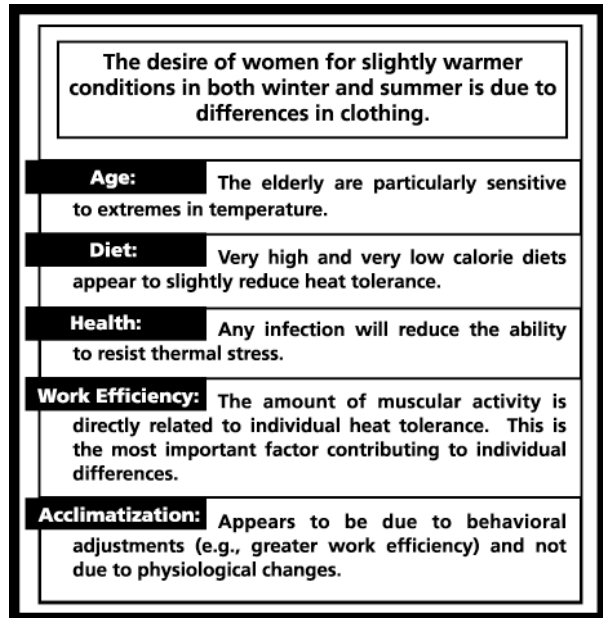 The desire of women for slightly warmer
conditions in both winter and summer is due to
differences in clothing.
Age: The elderly are particularly sensitive
to extremes in temperature.
Diet: Very high and very low calorie diets
appear to slightly reduce heat tolerance.
Health: Any infection will reduce the ability
to resist thermal stress.
Work Efficiency: The amount of muscular activity is
directly related to individual heat tolerance. This is
the most important factor contributing to individual
differences.
Acclimatization: Appears to be due to behavioral
adjustments (e.g., greater work efficiency) and not
due to physiological changes.